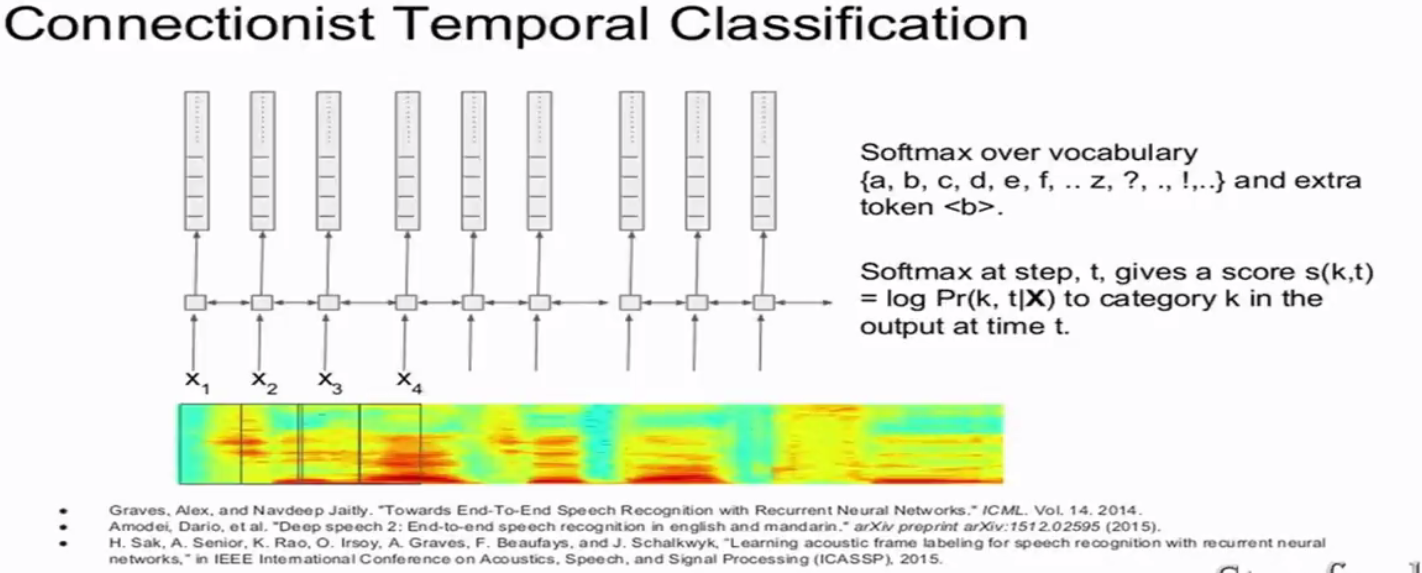 Connectionist Temporal Classification
Softmax over vocabulary
{a, b, c, d, e, f, .. z, ?, ., !,..} and extra
token <b>.
Softmax at step, t, gives a score s(k,t)
= log Pr(k, t|X) to category k in the
output at time t.
x1 x2 x3 x4
• Graves, Alex, and Navdeep Jaitly. "Towards End-To-End Speech Recognition with Recurrent Neural Networks." ICML. Vol. 14. 2014.
• Amodei, Dario, et al. "Deep speech 2: End-to-end speech recognition in english and mandarin." arXiv preprint arXiv:1512.02595 (2015).
• H. Sak, A. Senior, K. Rao, O. Irsoy, A. Graves, F. Beaufays, and J. Schalkwyk, "Learning acoustic frame labeling for speech recognition with recurrent neural
networks," in IEEE International Conference on Acoustics, Speech, and Signal Processing (ICASSP), 2015.